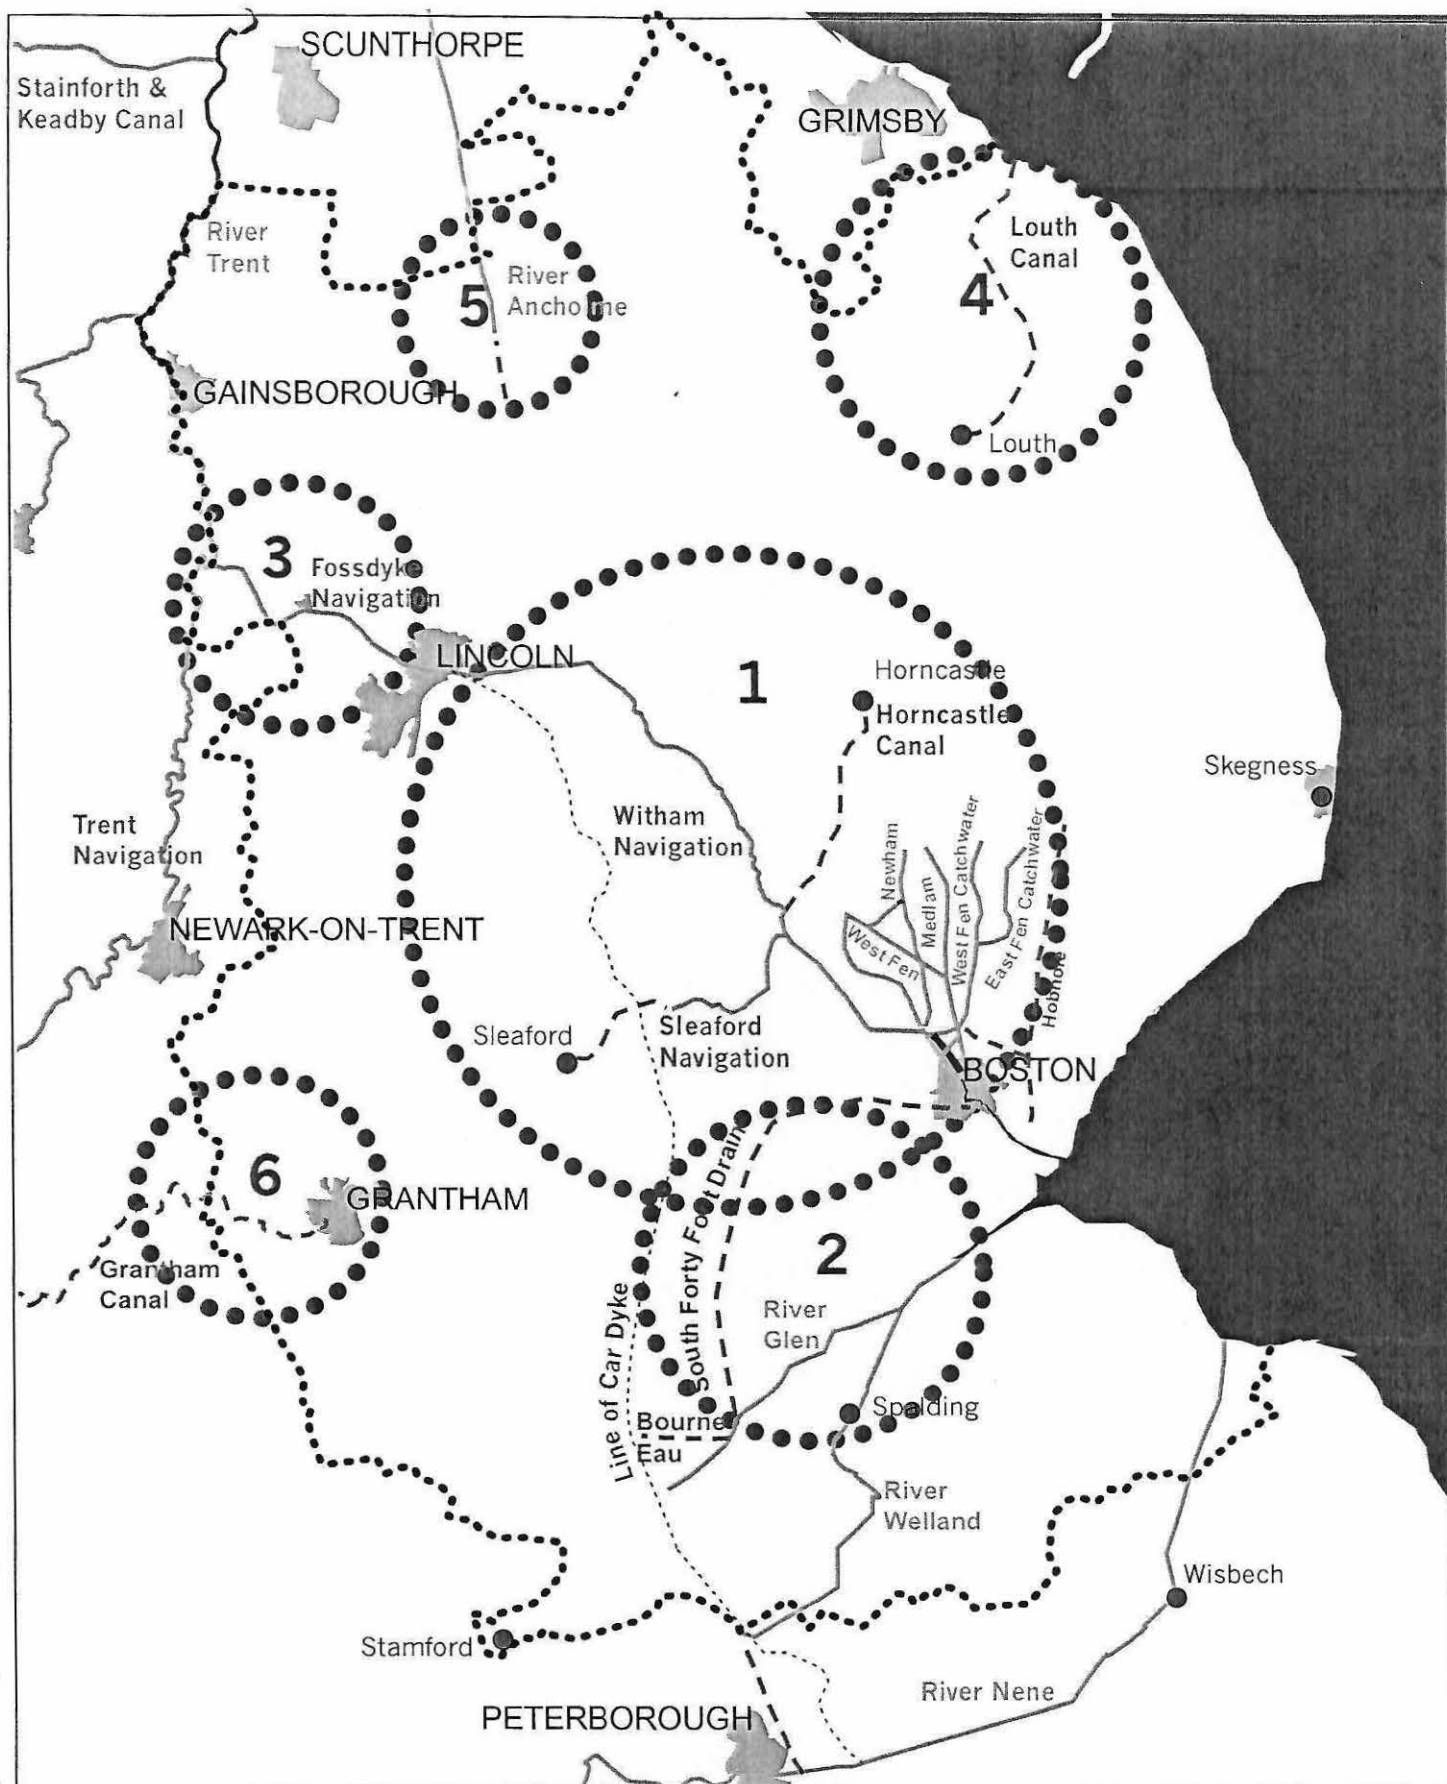 SCUNTHORPE
Stainforth &
Keadby Canal
GRIMSBY
River
Trent
Louth
Canal
River
Ancholme
5
4
GAINSBOROUGH
Louth
3
Fossdyke
Navigation
LINCOLN
1
Horncastle
Horncastle
Canal
Skegness
Trent
Navigation
Witham
Navigation
Newham
Medlam
West Fen Catchwater
East Fen Catchwater
West Fen
Hobhole
NEWARK-ON-TRENT
Sleaford
Sleaford
Navigation
BOSTON
6
GRANTHAM
South Forty Foot Drain
2
Grantham
Canal
Line of Car Dyke
River
Glen
Bourne
Eau
Spalding
River
Welland
Wisbech
Stamford
River Nene
PETERBOROUGH